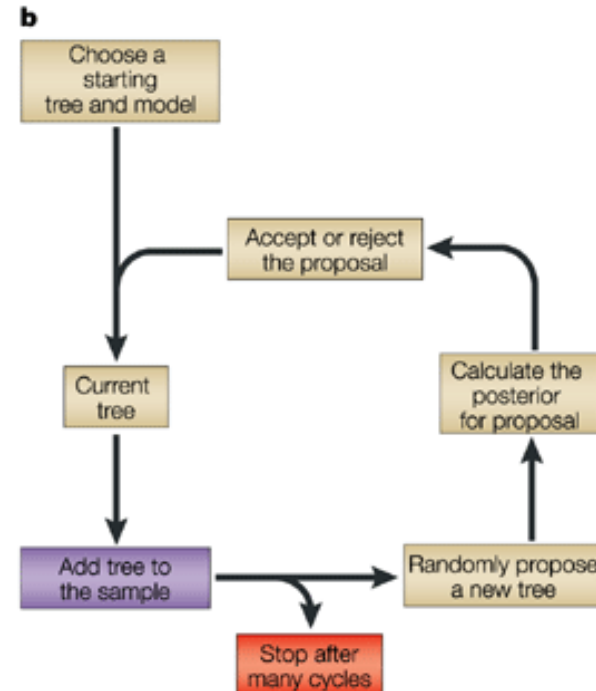 b
Choose a
starting
tree and model
Accept or reject
the proposal
Current
tree
Calculate the
posterior
for proposal
Add tree to
the sample
Randomly propose
a new tree
Stop after
many cycles